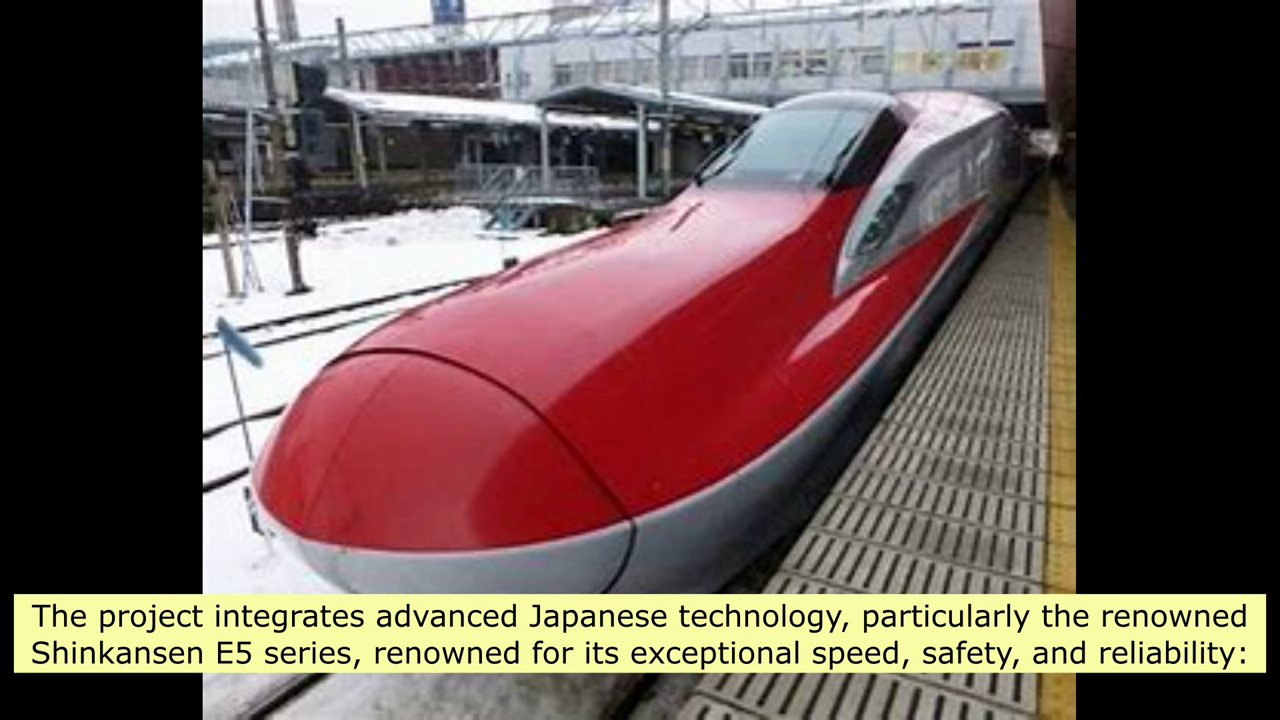 The project integrates advanced Japanese technology, particularly the renowned
Shinkansen E5 series, renowned for its exceptional speed, safety, and reliability: